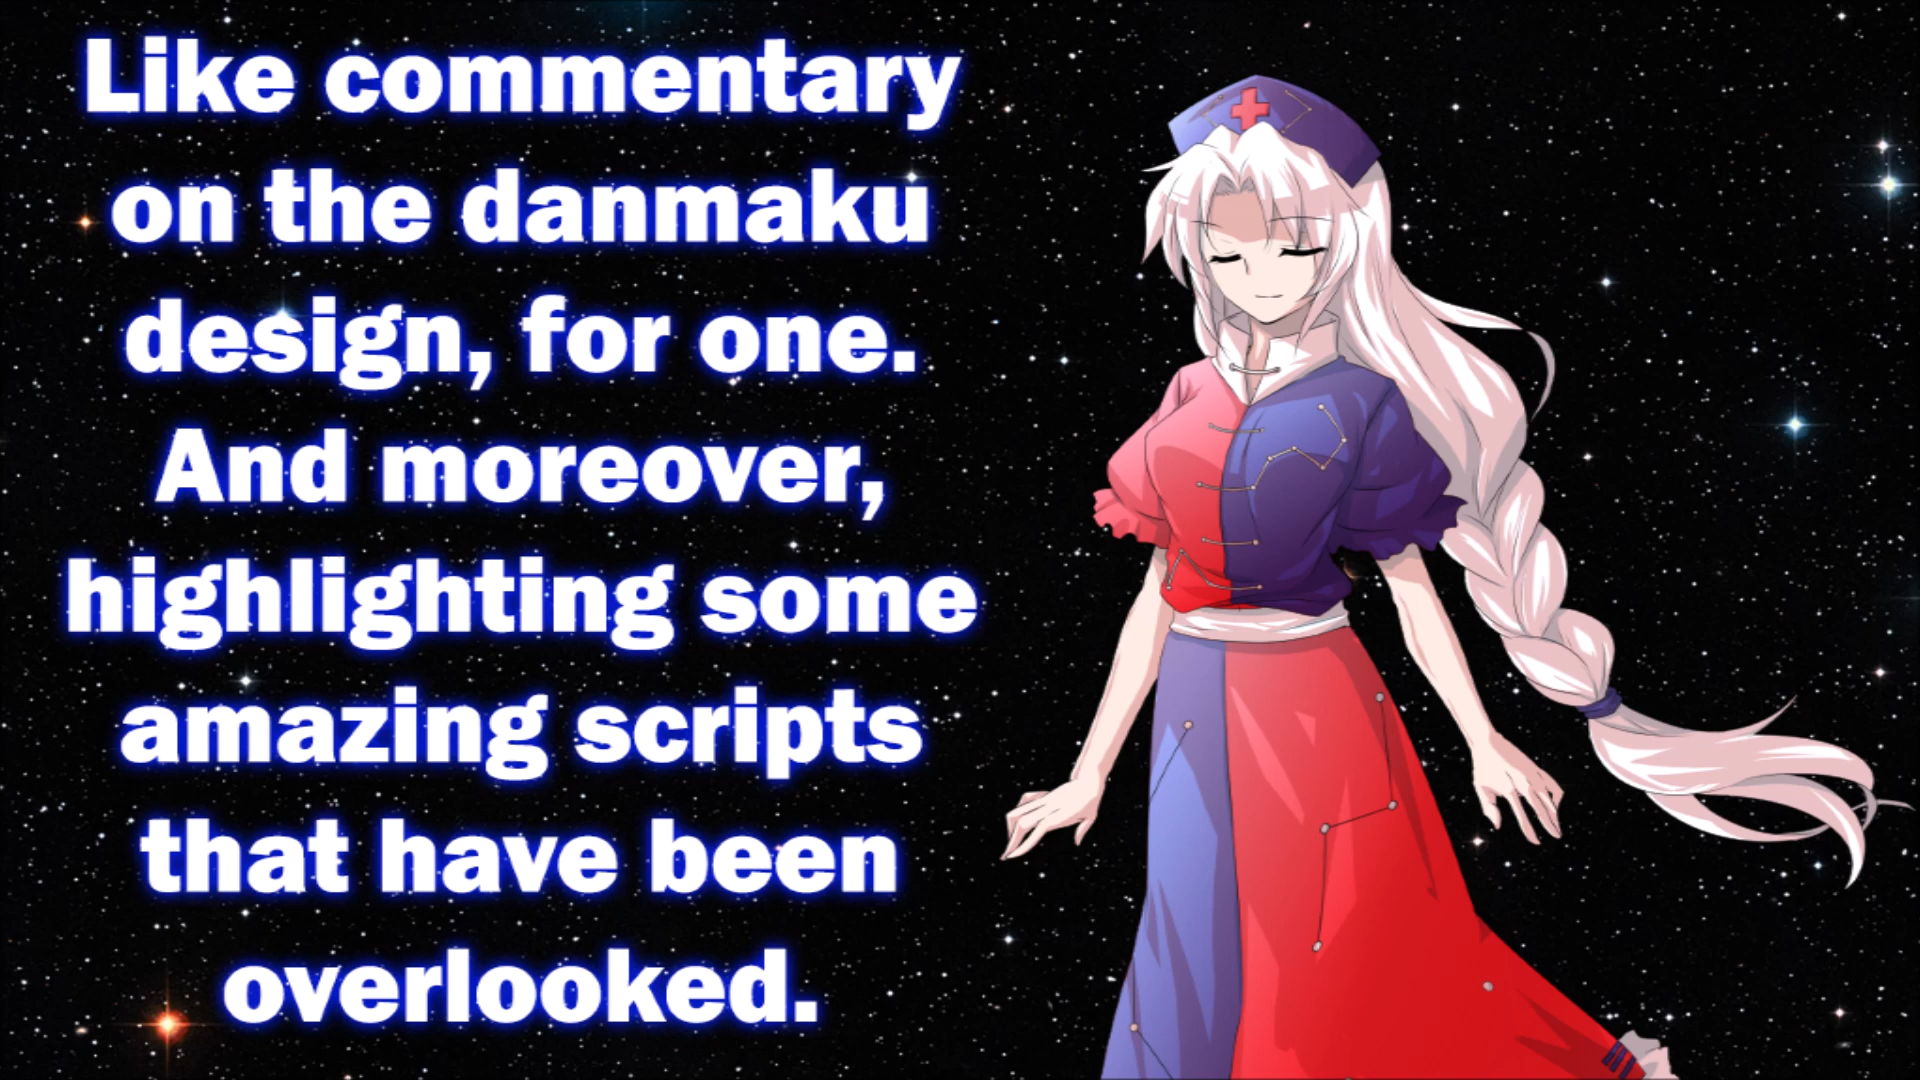 Like commentary
on the danmaku
design, for one.
And moreover,
highlighting some
amazing scripts
that have been
overlooked.